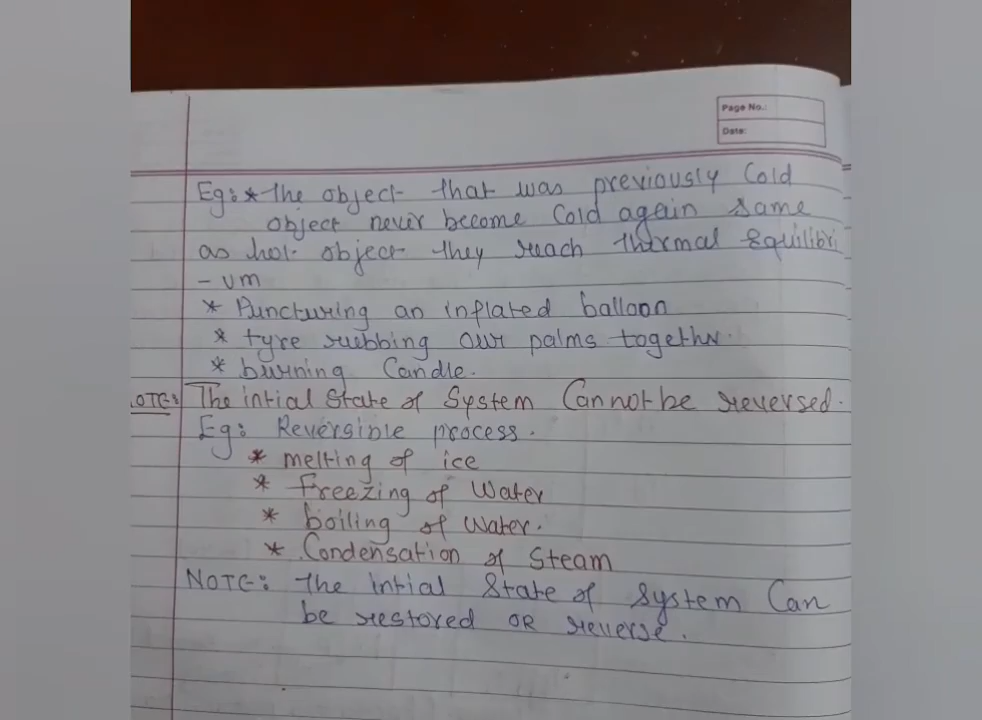 Page No.:
Date:
Eg:* The object that was previously Cold
object never become Cold again same
as hot object they reach thermal Equilibri
- um
* Puncturing an inflated balloon
* tyre rubbing our palms together.
* burning Candle.
OTE: The intial State of System Cannot be reversed.
Eg: Reversible process.
* melting of ice
* Freezing of Water
* boiling of Water.
* Condensation of Steam
NOTE: The intial State of System Can
be restored OR reverse.